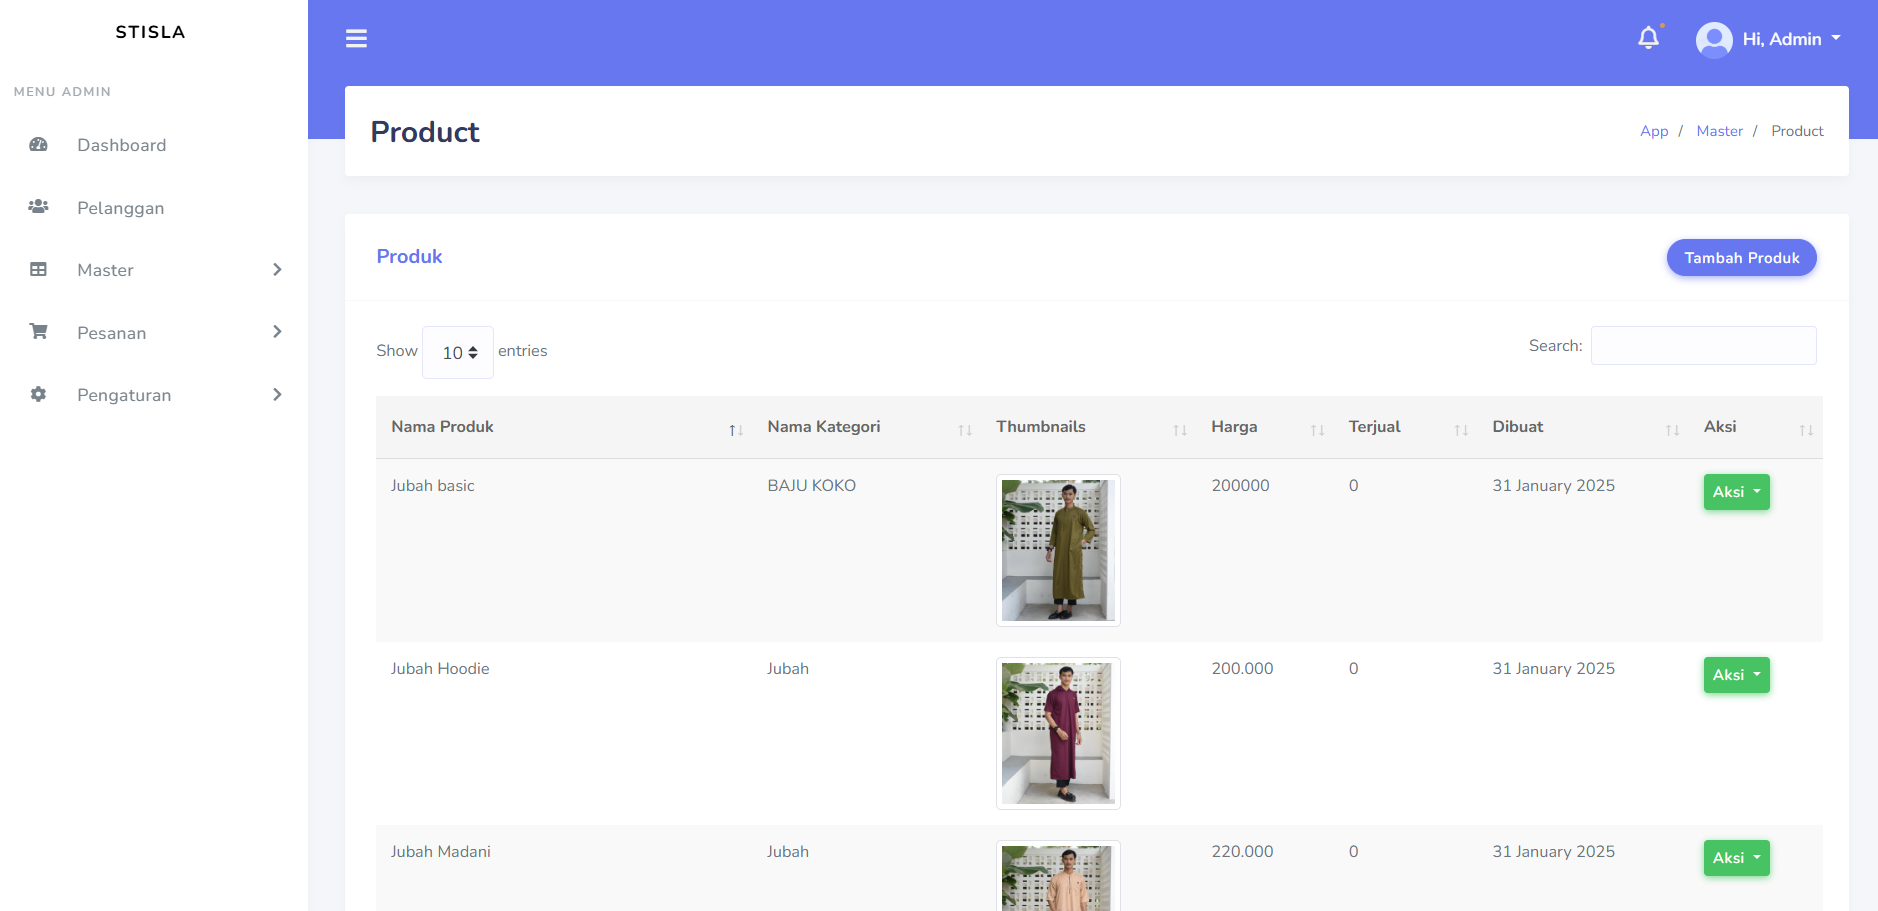 STISLA
MENU ADMIN
Dashboard
Pelanggan
Master
Pesanan
Pengaturan
Hi, Admin
Product
App / Master / Product
Produk
Tambah Produk
Show 10 entries
Search:
Nama Produk Nama Kategori Thumbnails Harga Terjual Dibuat Aksi
Jubah basic BAJU KOKO 200000 0 31 January 2025 Aksi
Jubah Hoodie Jubah 200.000 0 31 January 2025 Aksi
Jubah Madani Jubah 220.000 0 31 January 2025 Aksi